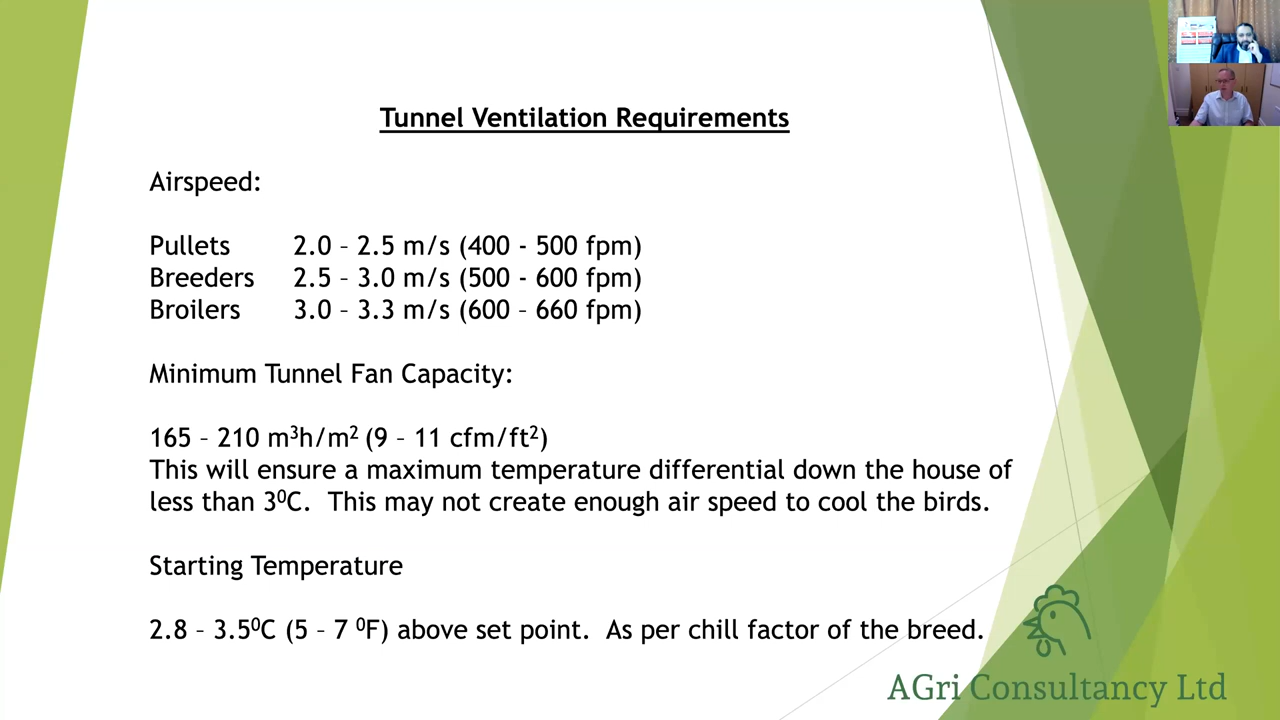 Tunnel Ventilation Requirements
Airspeed:
Pullets 2.0 – 2.5 m/s (400 - 500 fpm)
Breeders 2.5 – 3.0 m/s (500 - 600 fpm)
Broilers 3.0 – 3.3 m/s (600 – 660 fpm)
Minimum Tunnel Fan Capacity:
165 – 210 m³h/m² (9 – 11 cfm/ft²)
This will ensure a maximum temperature differential down the house of
less than 3⁰C. This may not create enough air speed to cool the birds.
Starting Temperature
2.8 – 3.5⁰C (5 – 7 ⁰F) above set point. As per chill factor of the breed.
AGri Consultancy Ltd